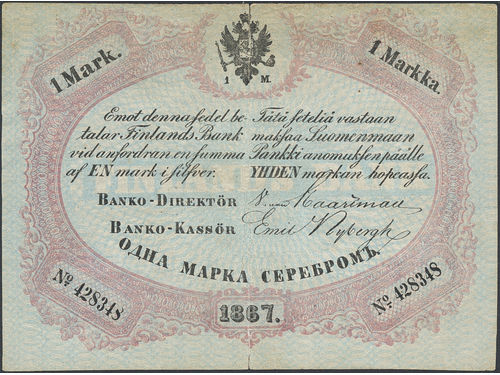 1 Mark.
1 Markka.
1 M.
Emot denna sedel be-
talar Finlands Bank
vid anfordran en summa
af EN mark i silfver.
Tätä seteliä vastaan
maksaa Suomenmaan
Pankki anomuksen päälle
YHDEN markan hopeassa.
BANKO-DIREKTÖR
BANKO-KASSÖR Emil Nybergh
ОДНА МАРКА СЕРЕБРОМЪ.
No. 428348
No. 428348
1867.